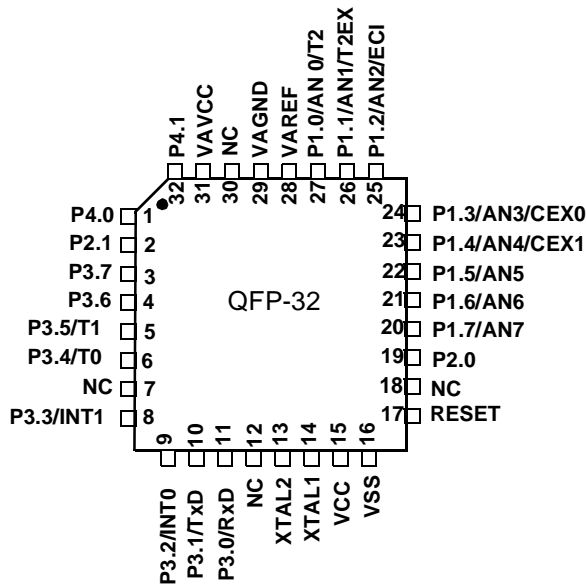 P4.1
VAVCC
NC
VAGND
VAREF
P1.0/AN 0/T2
P1.1/AN1/T2EX
P1.2/AN2/ECI
32
31
30
29
28
27
26
25
P4.0 1
P2.1 2
P3.7 3
P3.6 4
P3.5/T1 5
P3.4/T0 6
NC 7
P3.3/INT1 8
QFP-32
24 P1.3/AN3/CEX0
23 P1.4/AN4/CEX1
22 P1.5/AN5
21 P1.6/AN6
20 P1.7/AN7
19 P2.0
18 NC
17 RESET
9
10
11
12
13
14
15
16
P3.2/INT0
P3.1/TxD
P3.0/RxD
NC
XTAL2
XTAL1
VCC
VSS